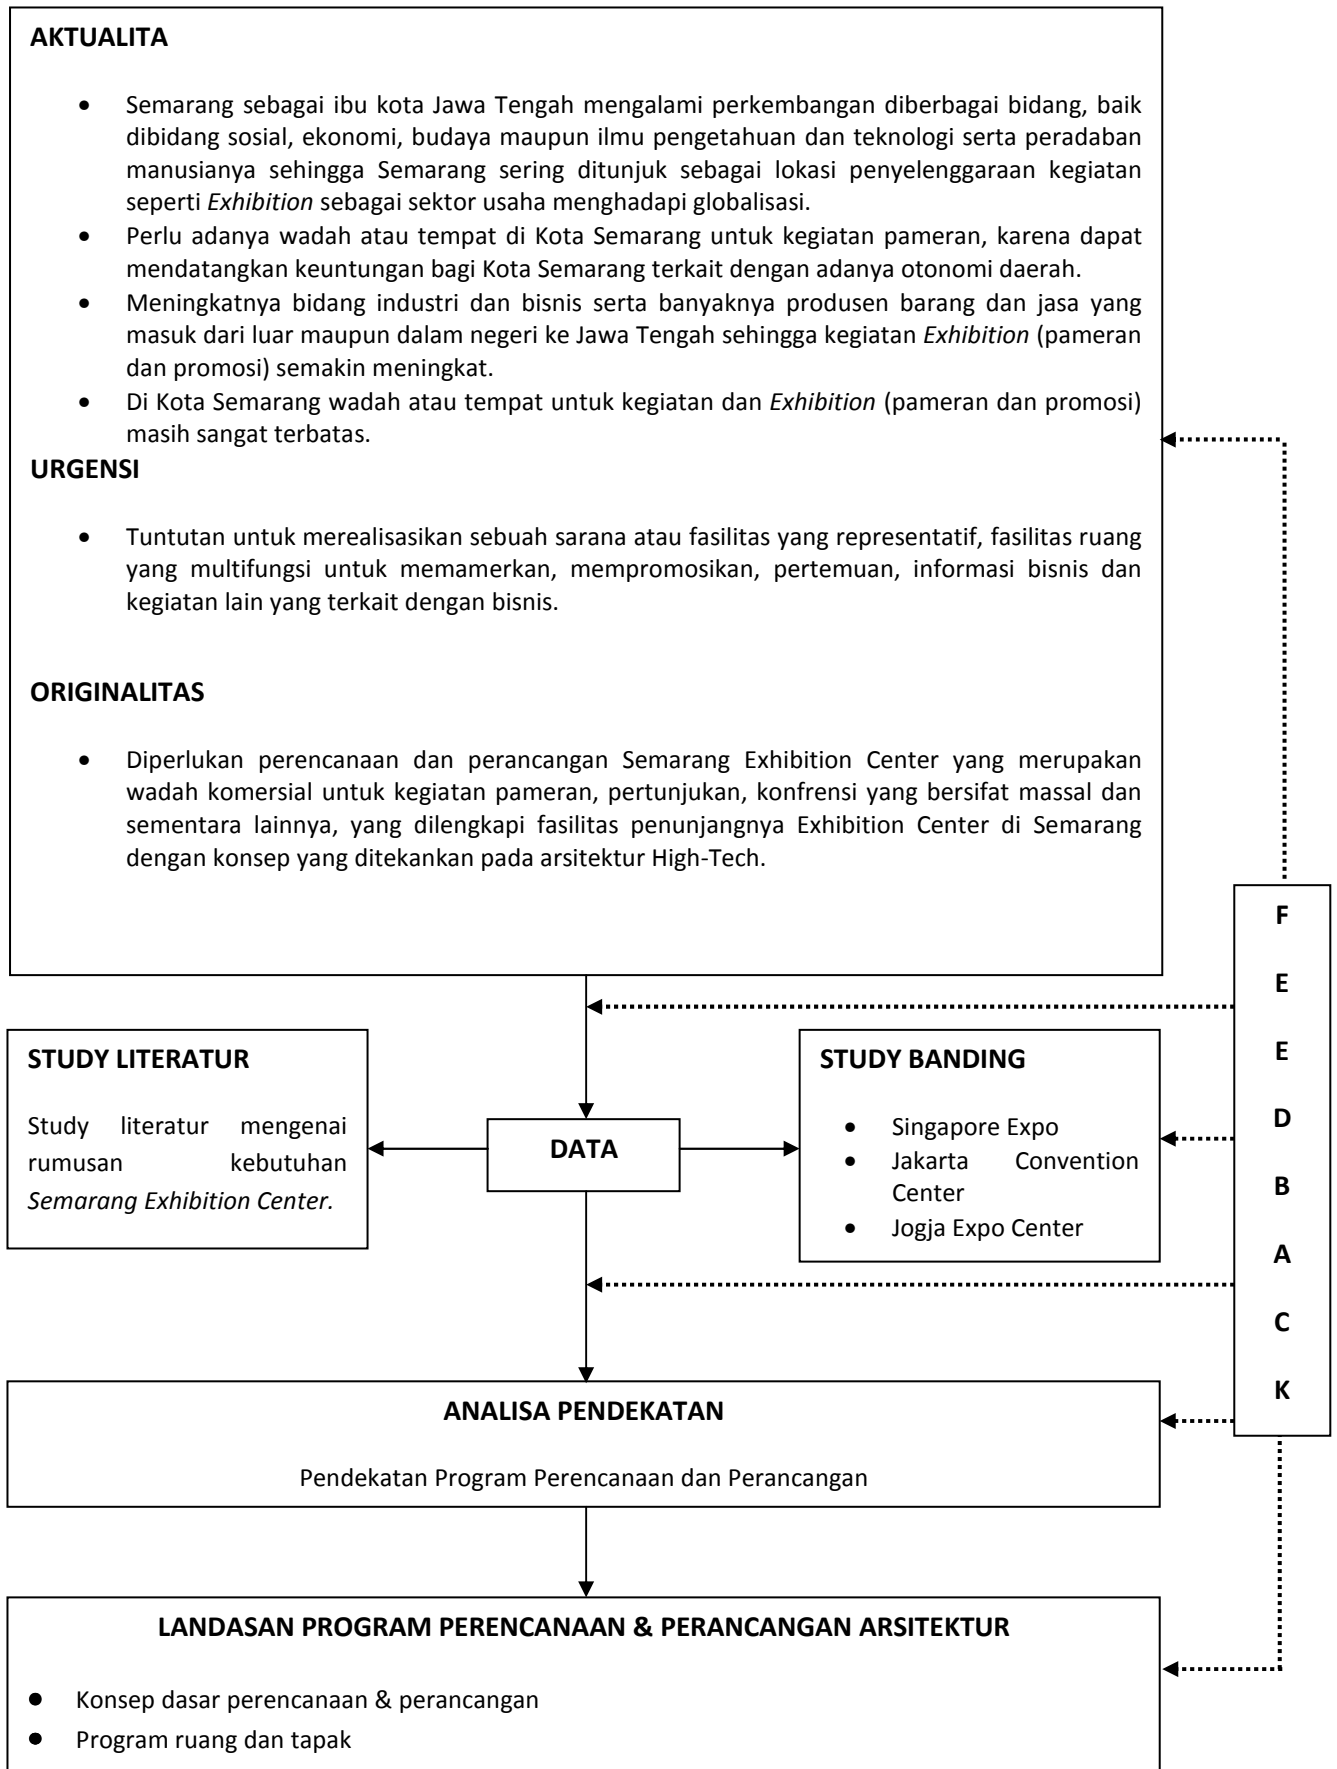 AKTUALITA
• Semarang sebagai ibu kota Jawa Tengah mengalami perkembangan diberbagai bidang, baik
dibidang sosial, ekonomi, budaya maupun ilmu pengetahuan dan teknologi serta peradaban
manusianya sehingga Semarang sering ditunjuk sebagai lokasi penyelenggaraan kegiatan
seperti Exhibition sebagai sektor usaha menghadapi globalisasi.
• Perlu adanya wadah atau tempat di Kota Semarang untuk kegiatan pameran, karena dapat
mendatangkan keuntungan bagi Kota Semarang terkait dengan adanya otonomi daerah.
• Meningkatnya bidang industri dan bisnis serta banyaknya produsen barang dan jasa yang
masuk dari luar maupun dalam negeri ke Jawa Tengah sehingga kegiatan Exhibition (pameran
dan promosi) semakin meningkat.
• Di Kota Semarang wadah atau tempat untuk kegiatan dan Exhibition (pameran dan promosi)
masih sangat terbatas.
URGENSI
• Tuntutan untuk merealisasikan sebuah sarana atau fasilitas yang representatif, fasilitas ruang
yang multifungsi untuk memamerkan, mempromosikan, pertemuan, informasi bisnis dan
kegiatan lain yang terkait dengan bisnis.
ORIGINALITAS
• Diperlukan perencanaan dan perancangan Semarang Exhibition Center yang merupakan
wadah komersial untuk kegiatan pameran, pertunjukan, konfrensi yang bersifat massal dan
sementara lainnya, yang dilengkapi fasilitas penunjangnya Exhibition Center di Semarang
dengan konsep yang ditekankan pada arsitektur High-Tech.
STUDY LITERATUR
Study literatur mengenai
rumusan kebutuhan
Semarang Exhibition Center.
DATA
STUDY BANDING
• Singapore Expo
• Jakarta Convention
Center
• Jogja Expo Center
F
E
E
D
B
A
C
K
ANALISA PENDEKATAN
Pendekatan Program Perencanaan dan Perancangan
LANDASAN PROGRAM PERENCANAAN & PERANCANGAN ARSITEKTUR
• Konsep dasar perencanaan & perancangan
• Program ruang dan tapak